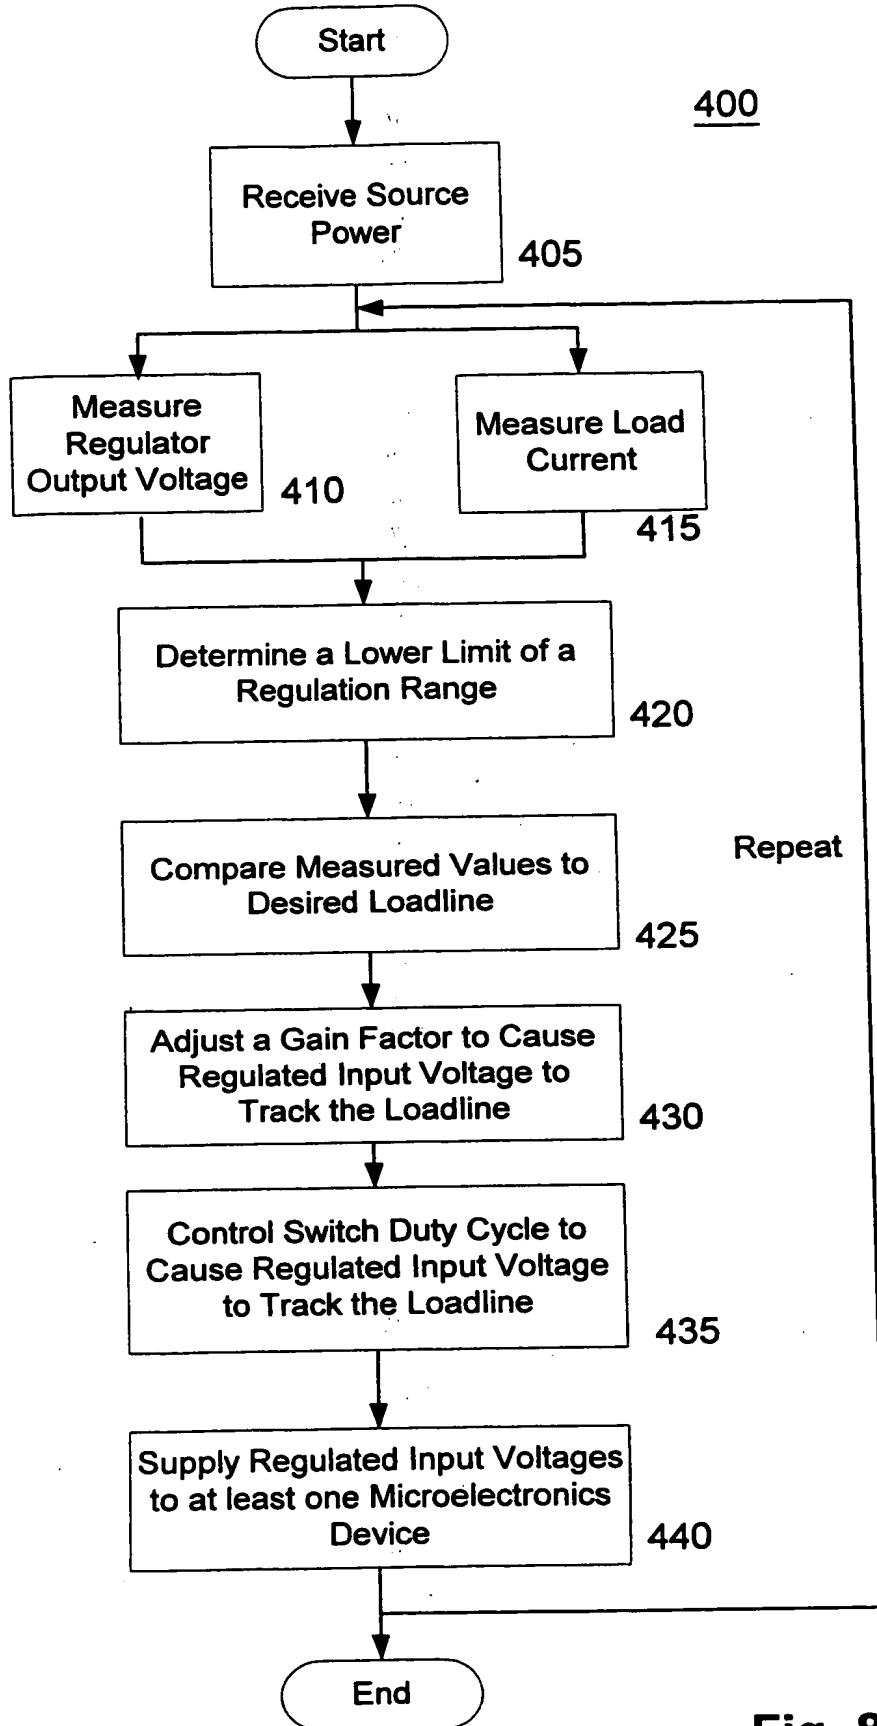 Start
400
Receive Source
Power
405
Measure
Regulator
Output Voltage
410
Measure Load
Current
415
Determine a Lower Limit of a
Regulation Range
420
Compare Measured Values to
Desired Loadline
425
Repeat
Adjust a Gain Factor to Cause
Regulated Input Voltage to
Track the Loadline
430
Control Switch Duty Cycle to
Cause Regulated Input Voltage
to Track the Loadline
435
Supply Regulated Input Voltages
to at least one Microelectronics
Device
440
End
Fig. 8